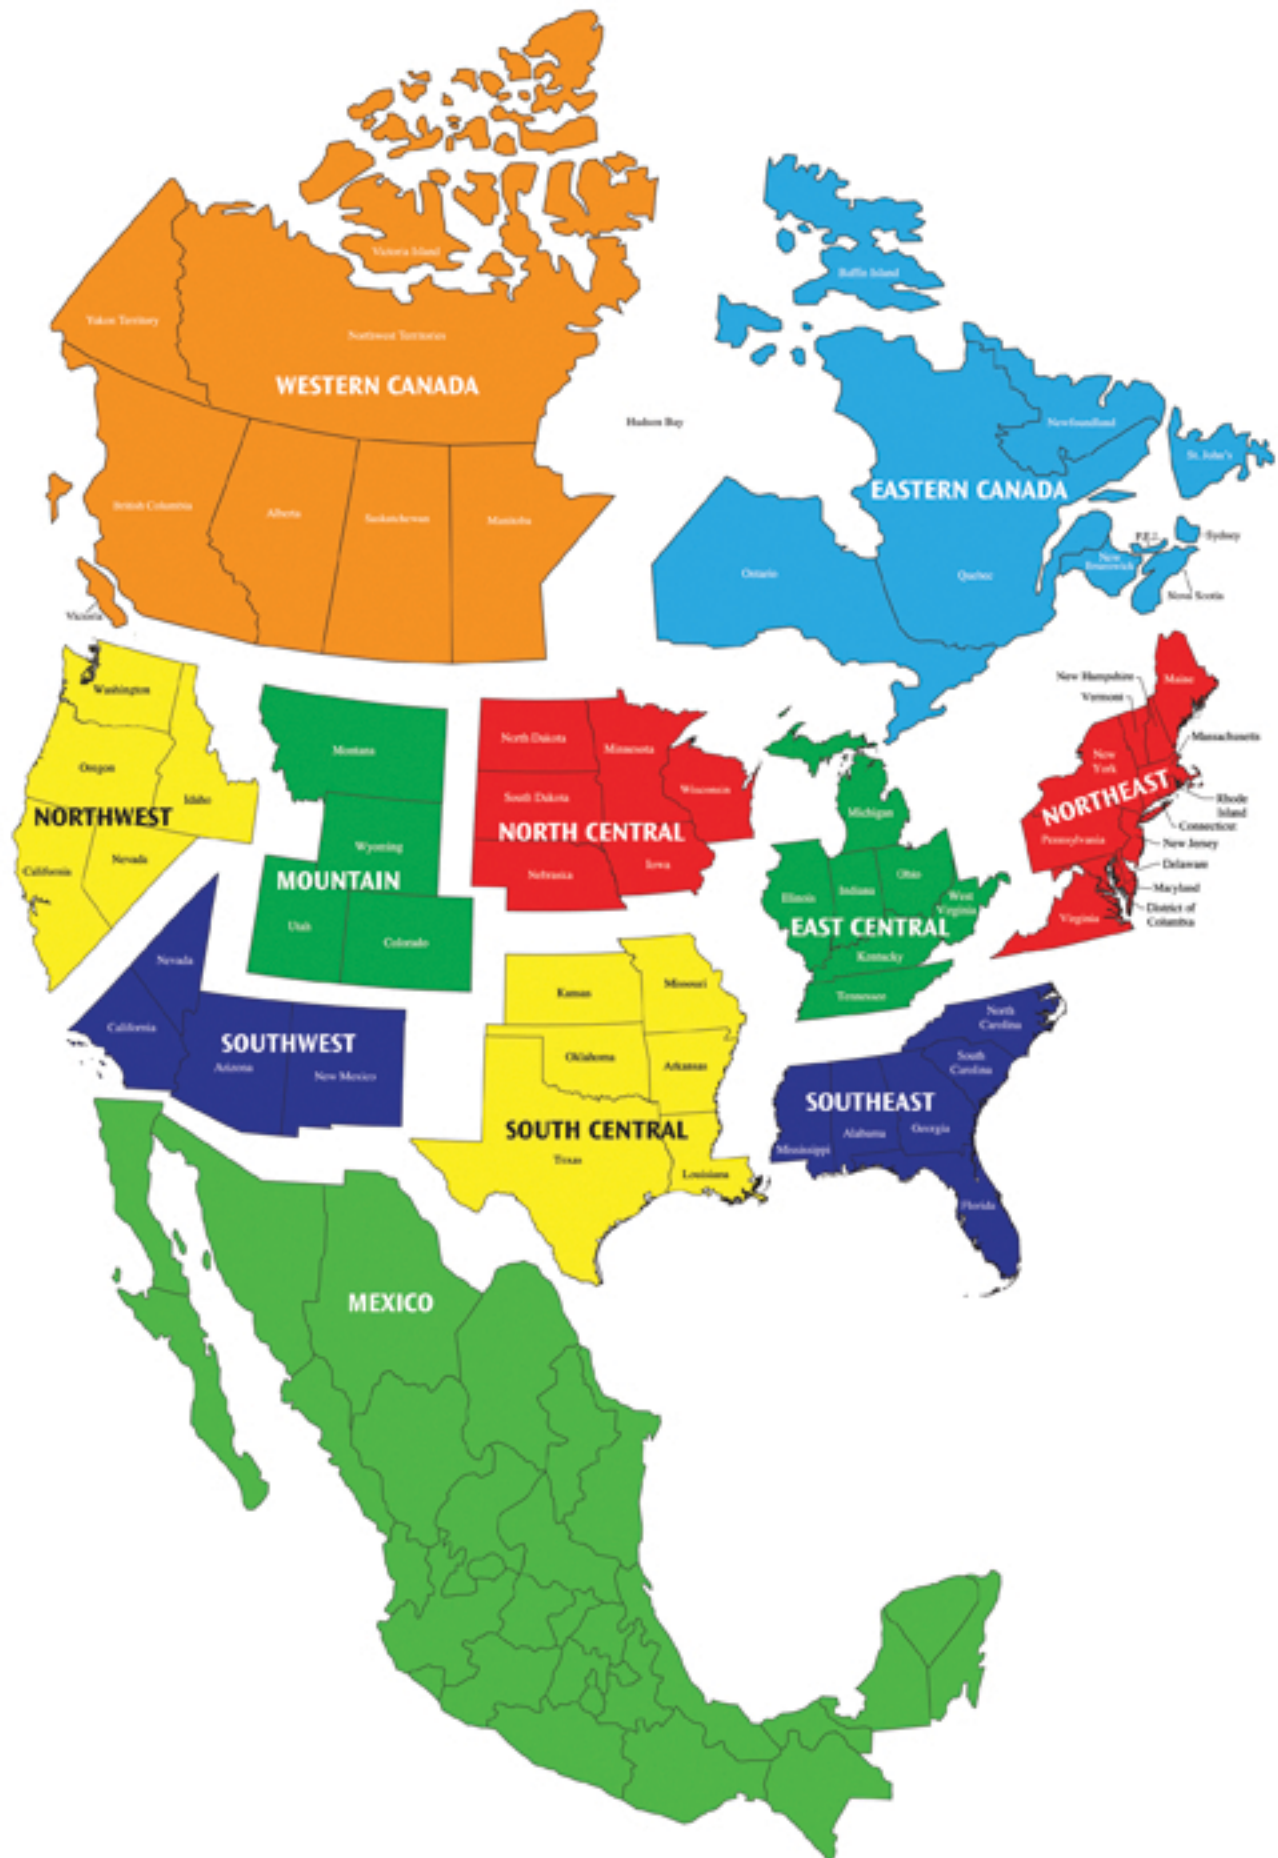 Victoria Island
Yukon Territory
Northwest Territories
WESTERN CANADA
British Columbia
Alberta
Saskatchewan
Manitoba
Victoria
Hudson Bay
Baffin Island
Newfoundland
St. John's
EASTERN CANADA
Ontario
Quebec
P.E.I.
Sydney
New
Brunswick
Nova Scotia
Washington
Oregon
Idaho
NORTHWEST
California
Nevada
Montana
Wyoming
MOUNTAIN
Utah
Colorado
North Dakota
Minnesota
South Dakota
Wisconsin
NORTH CENTRAL
Nebraska
Iowa
Michigan
Illinois
Indiana
Ohio
West
Virginia
EAST CENTRAL
Kentucky
Tennessee
New Hampshire
Vermont
Maine
Massachusetts
New
York
NORTHEAST
Rhode
Island
Connecticut
Pennsylvania
New Jersey
Delaware
Maryland
District of
Columbia
Virginia
Nevada
California
SOUTHWEST
Arizona
New Mexico
Kansas
Missouri
Oklahoma
Arkansas
SOUTH CENTRAL
Texas
Louisiana
North
Carolina
South
Carolina
SOUTHEAST
Mississippi
Alabama
Georgia
Florida
MEXICO